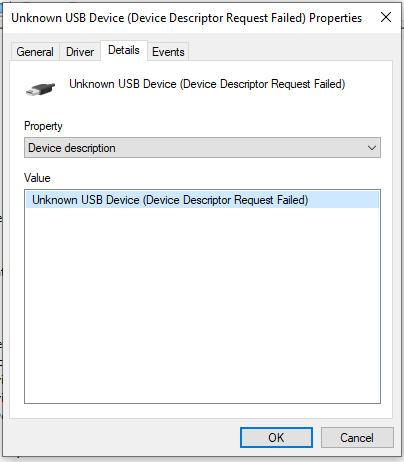 Unknown USB Device (Device Descriptor Request Failed) Properties
General Driver Details Events
Unknown USB Device (Device Descriptor Request Failed)
Property
Device description
Value
Unknown USB Device (Device Descriptor Request Failed)
OK Cancel